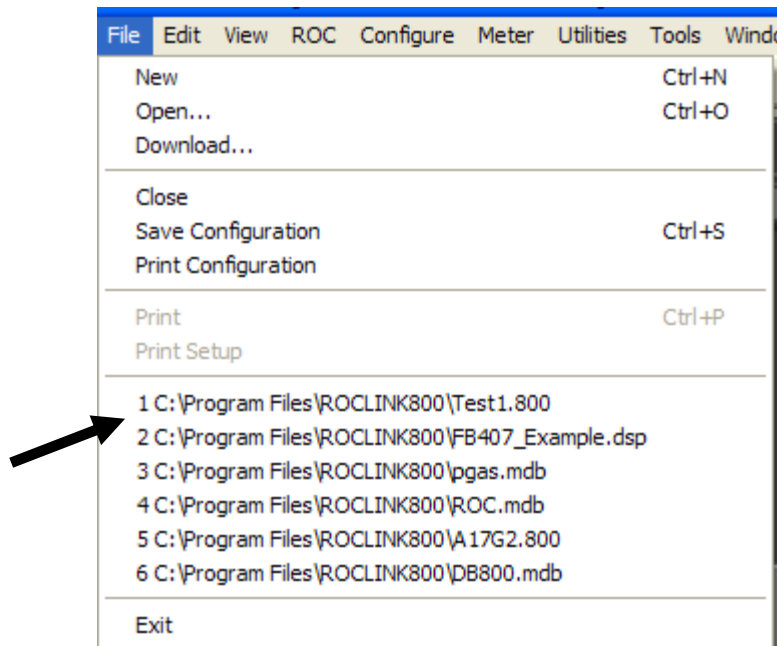 File Edit View ROC Configure Meter Utilities Tools
New Ctrl+N
Open... Ctrl+O
Download...
Close
Save Configuration Ctrl+S
Print Configuration
Print Ctrl+P
Print Setup
1 C:\Program Files\ROCLINK800\Test1.800
2 C:\Program Files\ROCLINK800\FB407_Example.dsp
3 C:\Program Files\ROCLINK800\pgas.mdb
4 C:\Program Files\ROCLINK800\ROC.mdb
5 C:\Program Files\ROCLINK800\A17G2.800
6 C:\Program Files\ROCLINK800\DB800.mdb
Exit